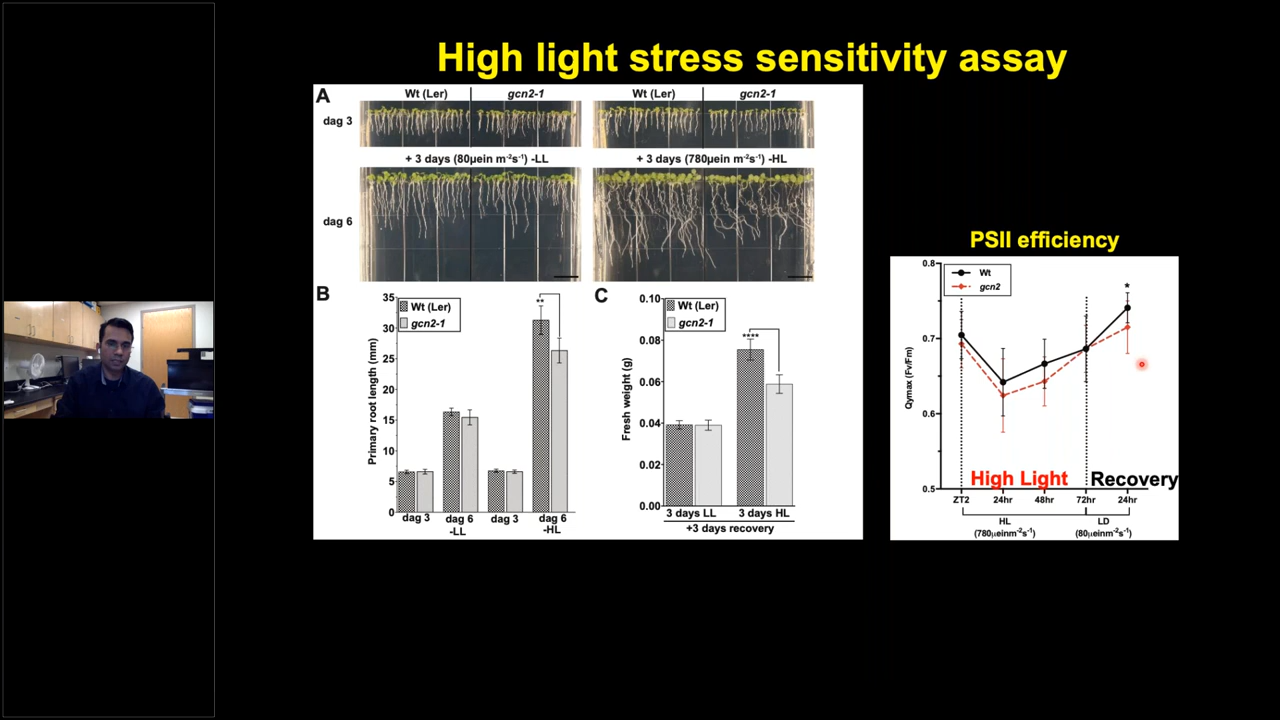 High light stress sensitivity assay
A
Wt (Ler) gcn2-1 Wt (Ler) gcn2-1
dag 3
+ 3 days (80µein m⁻²s⁻¹) -LL + 3 days (780µein m⁻²s⁻¹) -HL
dag 6
B
Primary root length (mm)
35
30
25
20
15
10
5
0
Wt (Ler)
gcn2-1
**
dag 3 dag 6 dag 3 dag 6
-LL -HL
C
Fresh weight (g)
0.10
0.08
0.06
0.04
0.02
0.00
Wt (Ler)
gcn2-1
****
3 days LL 3 days HL
+3 days recovery
PSII efficiency
Qymax (Fv/Fm)
0.8
0.7
0.6
0.5
Wt
gcn2
*
High Light Recovery
ZT2 24hr 48hr 72hr 24hr
HL LD
(780µeinm⁻²s⁻¹) (80µeinm⁻²s⁻¹)